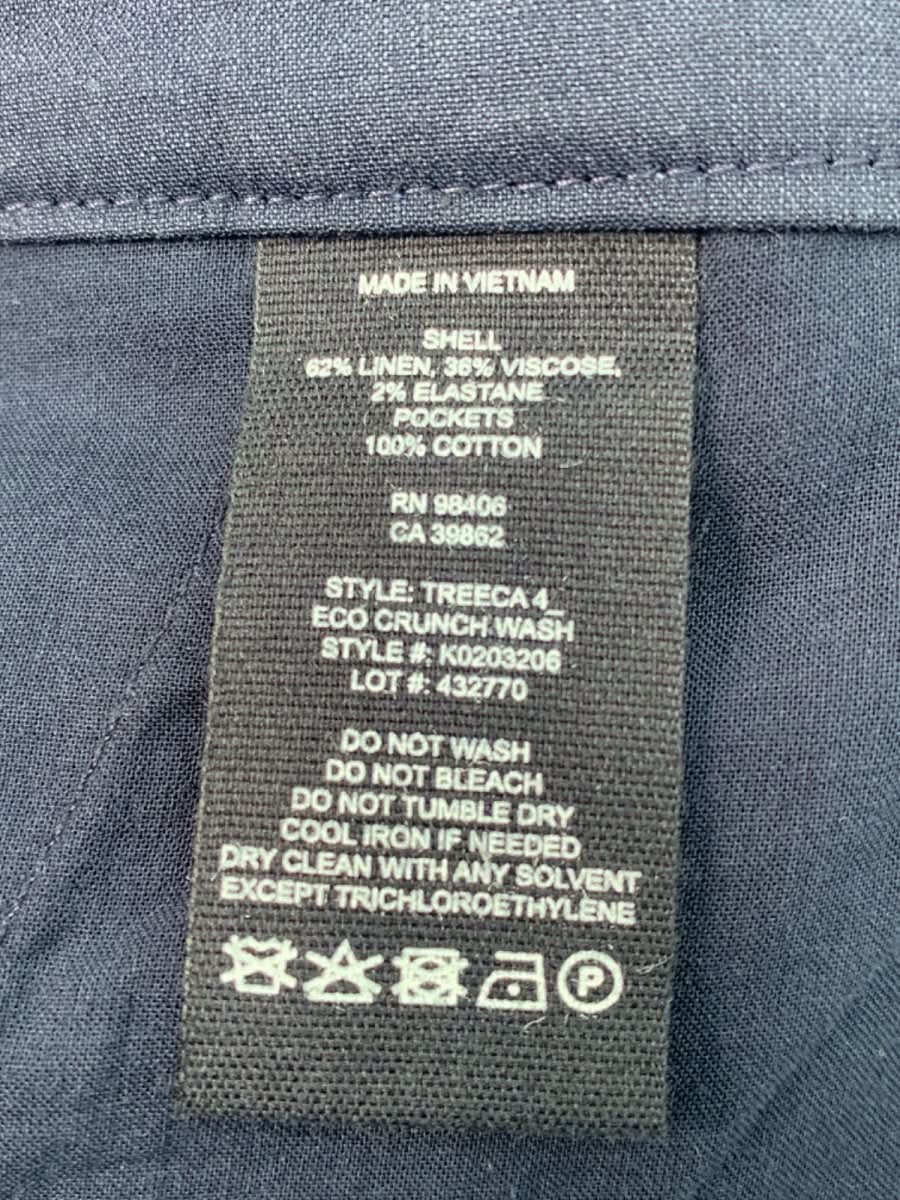 MADE IN VIETNAM
SHELL
62% LINEN, 36% VISCOSE,
2% ELASTANE
POCKETS
100% COTTON
RN 98406
CA 39862
STYLE: TREECA 4_
ECO CRUNCH WASH
STYLE #: K0203206
LOT #: 432770
DO NOT WASH
DO NOT BLEACH
DO NOT TUMBLE DRY
COOL IRON IF NEEDED
DRY CLEAN WITH ANY SOLVENT
EXCEPT TRICHLOROETHYLENE
P